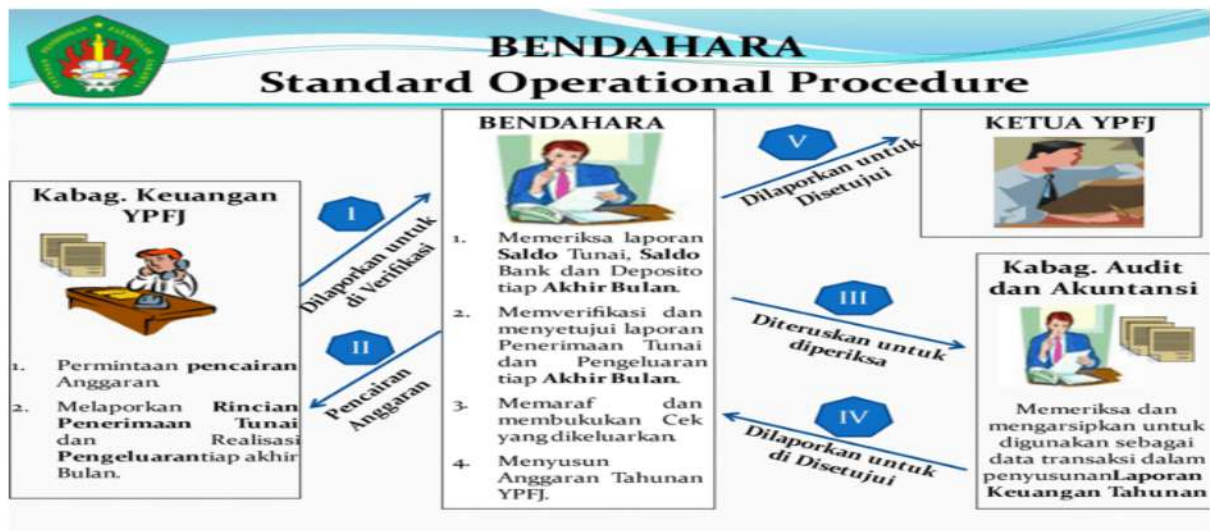 BENDAHARA
Standard Operational Procedure
Kabag. Keuangan
YPFJ
1. Permintaan pencairan
Anggaran.
2. Melaporkan Rincian
Penerimaan Tunai
dan Realisasi
Pengeluarantiap akhir
Bulan.
I
Dilaporkan untuk
di Verifikasi
II
Pencairan
Anggaran
BENDAHARA
1. Memeriksa laporan
Saldo Tunai, Saldo
Bank dan Deposito
tiap Akhir Bulan.
2. Memverifikasi dan
menyetujui laporan
Penerimaan Tunai
dan Pengeluaran
tiap Akhir Bulan.
3. Memaraf dan
membukukan Cek
yang dikeluarkan.
4. Menyusun
Anggaran Tahunan
YPFJ.
V
Dilaporkan untuk
Disetujui
III
Diteruskan untuk
diperiksa
IV
Dilaporkan untuk
di Disetujui
KETUA YPFJ
Kabag. Audit
dan Akuntansi
Memeriksa dan
mengarsipkan untuk
digunakan sebagai
data transaksi dalam
penyusunanLaporan
Keuangan Tahunan